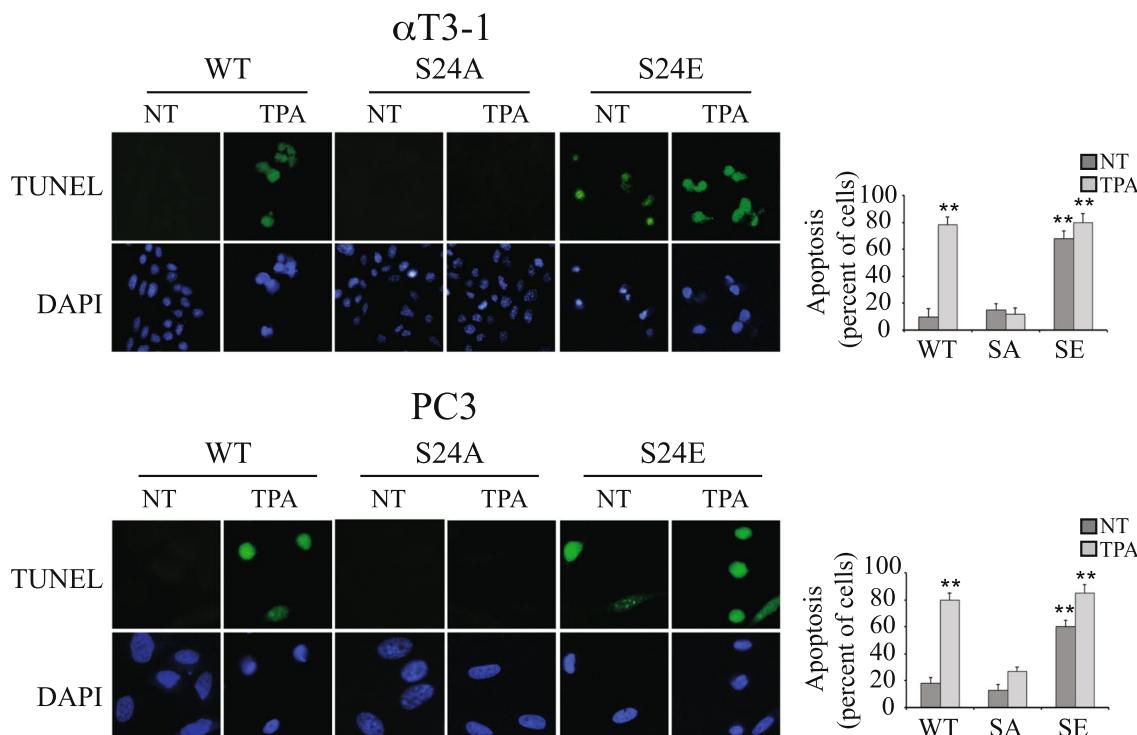 αT3-1
WT S24A S24E
NT TPA NT TPA NT TPA
TUNEL
DAPI
NT
TPA
Apoptosis
(percent of cells)
100
80
60
40
20
0
**
** **
WT SA SE
PC3
WT S24A S24E
NT TPA NT TPA NT TPA
TUNEL
DAPI
NT
TPA
Apoptosis
(percent of cells)
100
80
60
40
20
0
**
** **
WT SA SE